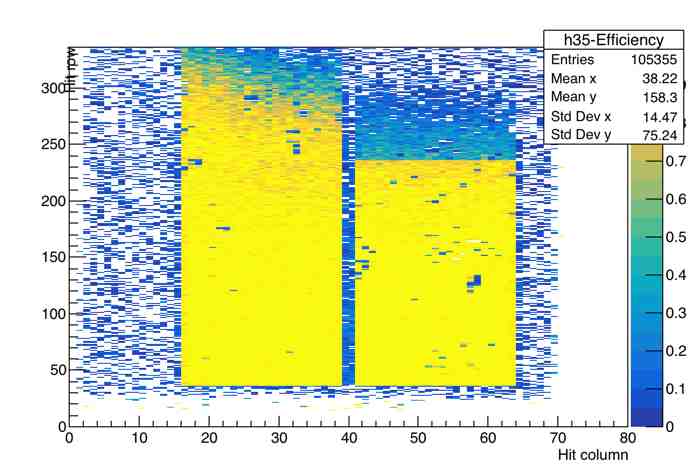 h35-Efficiency
Entries 105355
Mean x 38.22
Mean y 158.3
Std Dev x 14.47
Std Dev y 75.24
Hit row
300
250
200
150
100
50
0
0 10 20 30 40 50 60 70 80
Hit column
0.7
0.6
0.5
0.4
0.3
0.2
0.1
0